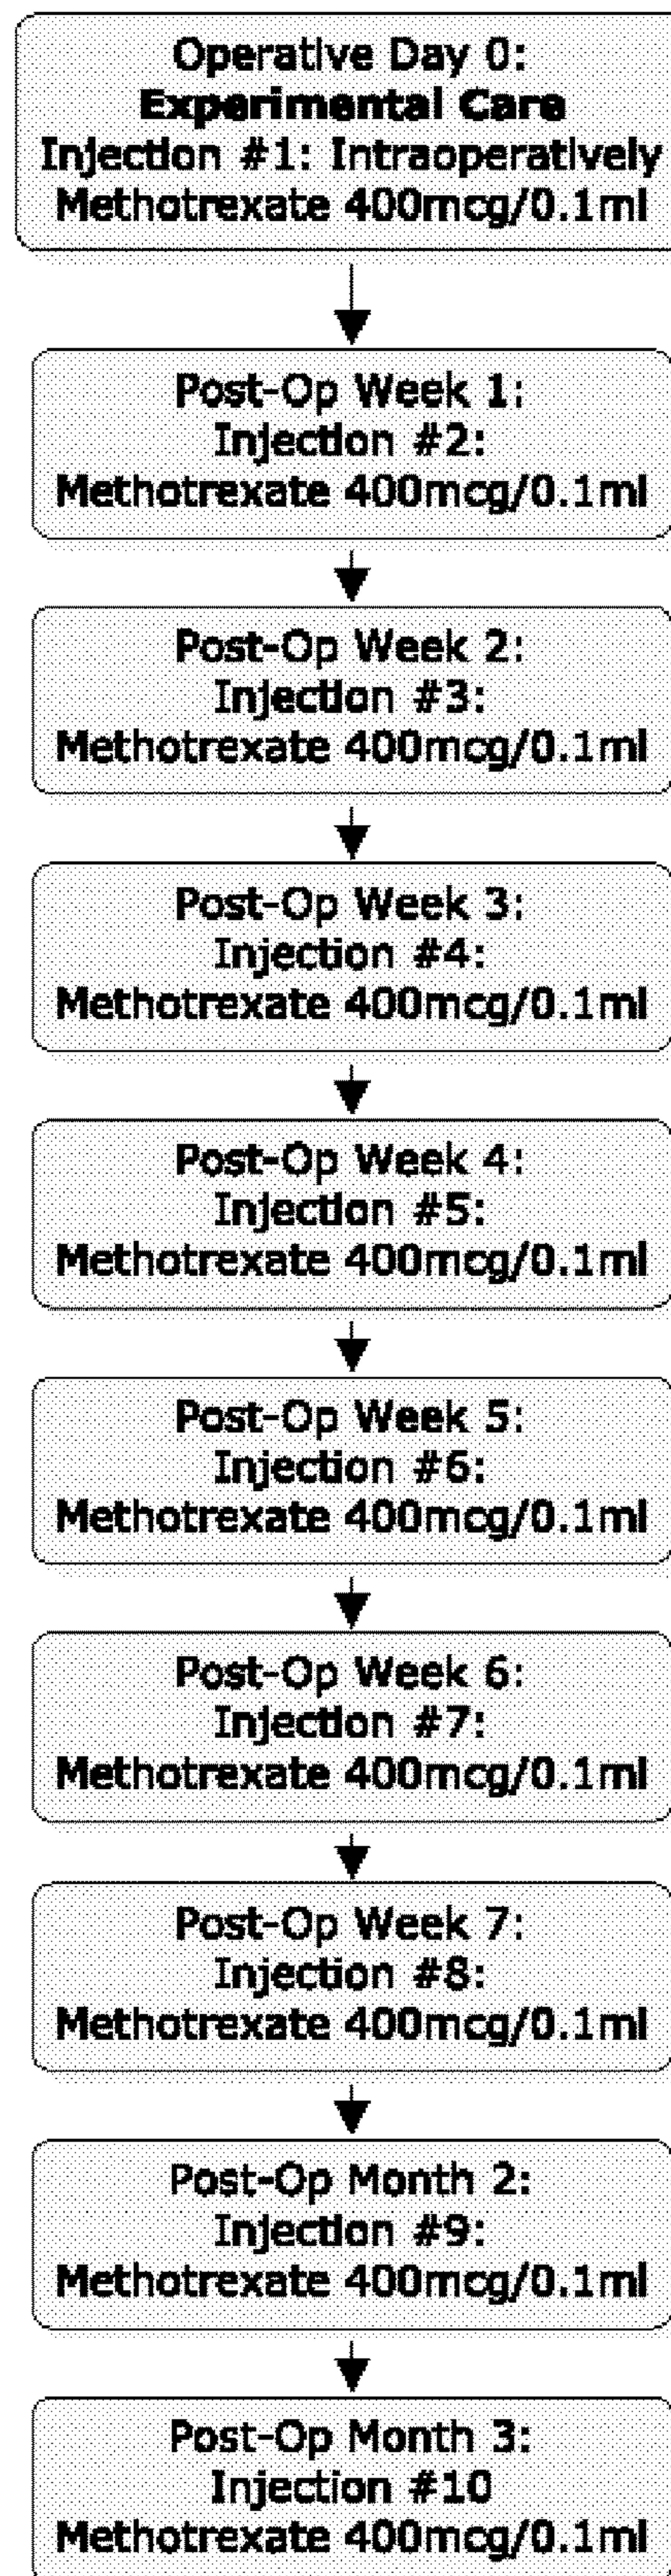 Operative Day 0:
Experimental Care
Injection #1: Intraoperatively
Methotrexate 400mcg/0.1ml
Post-Op Week 1:
Injection #2:
Methotrexate 400mcg/0.1ml
Post-Op Week 2:
Injection #3:
Methotrexate 400mcg/0.1ml
Post-Op Week 3:
Injection #4:
Methotrexate 400mcg/0.1ml
Post-Op Week 4:
Injection #5:
Methotrexate 400mcg/0.1ml
Post-Op Week 5:
Injection #6:
Methotrexate 400mcg/0.1ml
Post-Op Week 6:
Injection #7:
Methotrexate 400mcg/0.1ml
Post-Op Week 7:
Injection #8:
Methotrexate 400mcg/0.1ml
Post-Op Month 2:
Injection #9:
Methotrexate 400mcg/0.1ml
Post-Op Month 3:
Injection #10
Methotrexate 400mcg/0.1ml